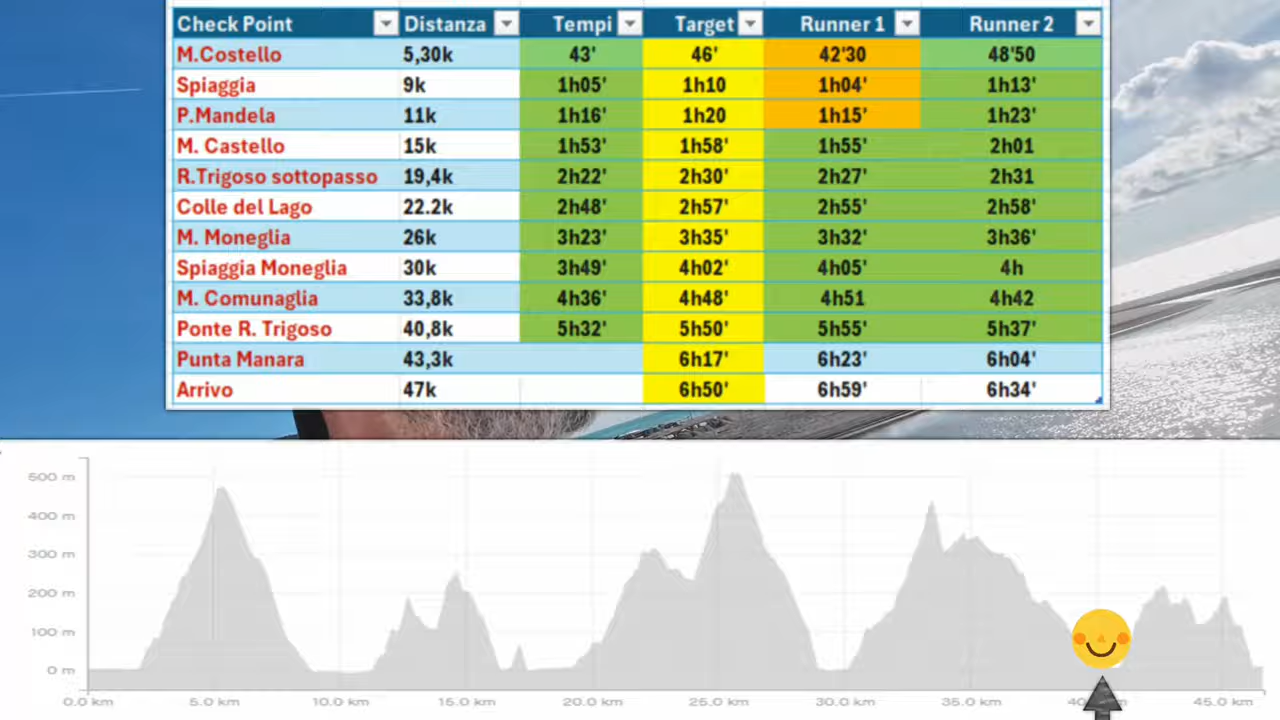 Check Point Distanza Tempi Target Runner 1 Runner 2
M.Costello 5,30k 43' 46' 42'30 48'50
Spiaggia 9k 1h05' 1h10 1h04' 1h13'
P.Mandela 11k 1h16' 1h20 1h15' 1h23'
M. Castello 15k 1h53' 1h58' 1h55' 2h01
R.Trigoso sottopasso 19,4k 2h22' 2h30' 2h27' 2h31
Colle del Lago 22.2k 2h48' 2h57' 2h55' 2h58'
M. Moneglia 26k 3h23' 3h35' 3h32' 3h36'
Spiaggia Moneglia 30k 3h49' 4h02' 4h05' 4h
M. Comunaglia 33,8k 4h36' 4h48' 4h51 4h42
Ponte R. Trigoso 40,8k 5h32' 5h50' 5h55' 5h37'
Punta Manara 43,3k 6h17' 6h23' 6h04'
Arrivo 47k 6h50' 6h59' 6h34'
500 m
400 m
300 m
200 m
100 m
0 m
0.0 km 5.0 km 10.0 km 15.0 km 20.0 km 25.0 km 30.0 km 35.0 km 45.0 km